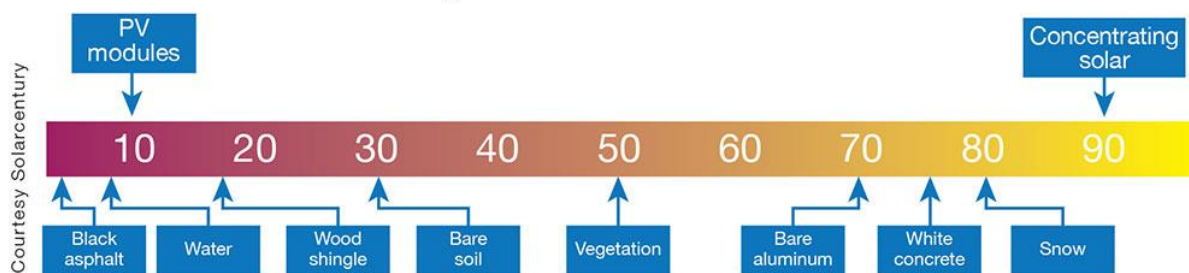 PV
modules
Concentrating
solar
Courtesy Solarcentury
10 20 30 40 50 60 70 80 90
Black
asphalt
Water
Wood
shingle
Bare
soil
Vegetation
Bare
aluminum
White
concrete
Snow